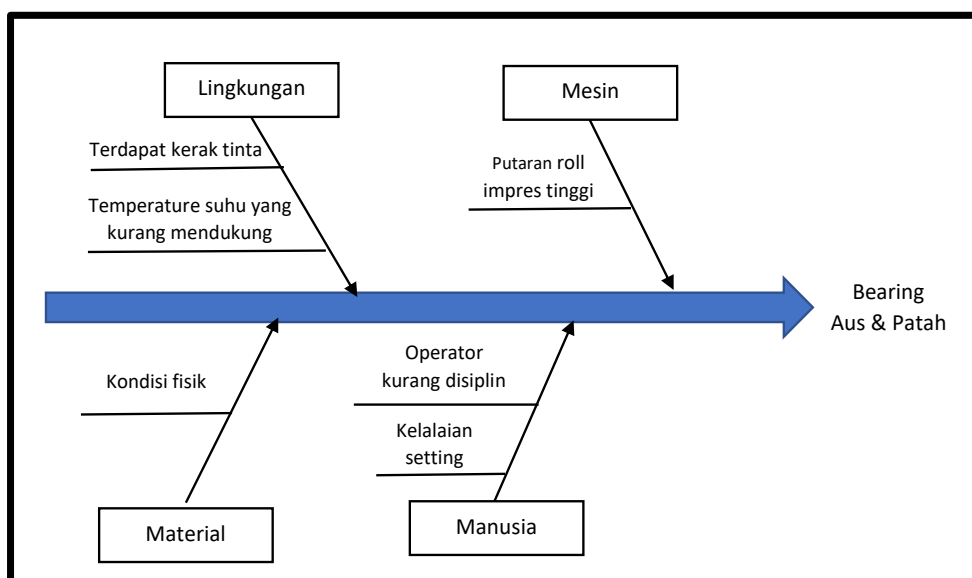 Lingkungan
Mesin
Terdapat kerak tinta
Putaran roll
impres tinggi
Temperature suhu yang
kurang mendukung
Bearing
Aus & Patah
Operator
kurang disiplin
Kondisi fisik
Kelalaian
setting
Material
Manusia